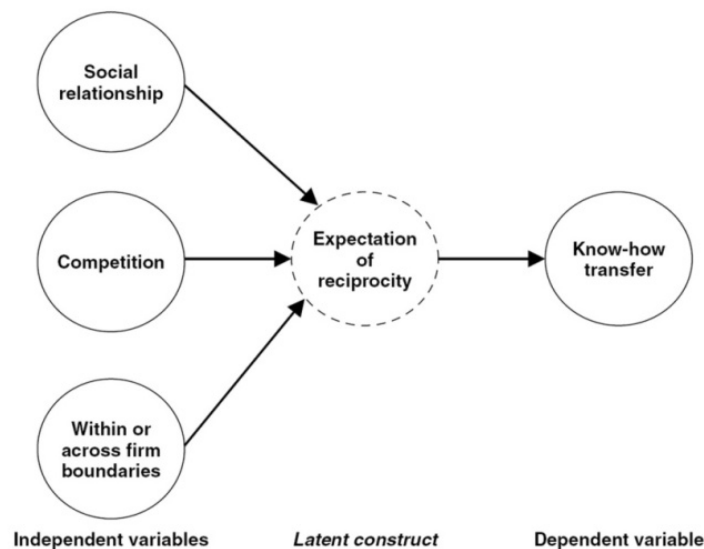 Social
relationship
Competition
Expectation
of
reciprocity
Know-how
transfer
Within or
across firm
boundaries
Independent variables
Latent construct
Dependent variable